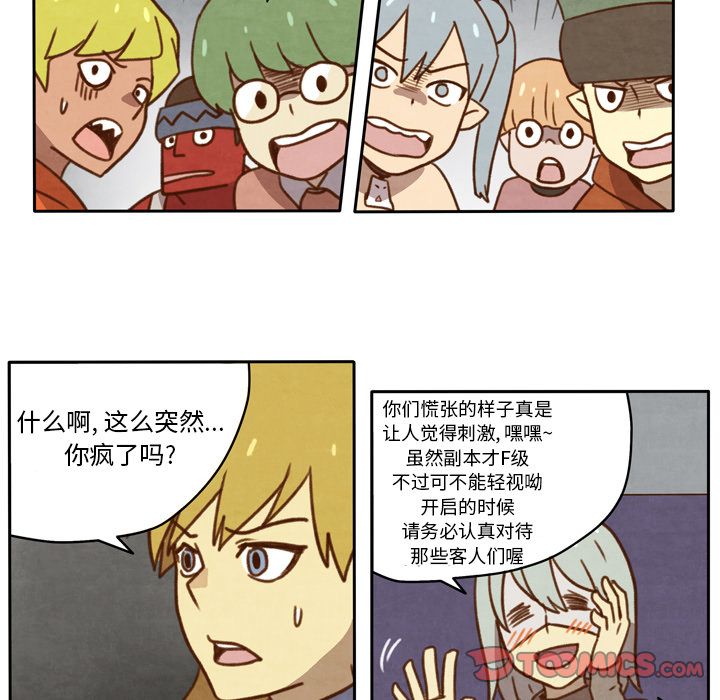 什么啊, 这么突然...
你疯了吗?
你们慌张的样子真是
让人觉得刺激, 嘿嘿~
虽然副本才F级
不过可不能轻视呦
开启的时候
请务必认真对待
那些客人们喔
TOOMICS.COM